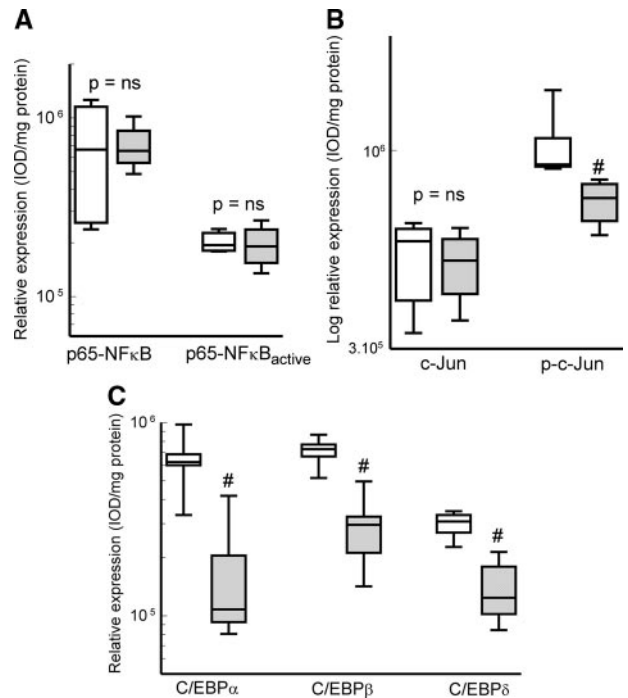 A
Relative expression (IOD/mg protein)
p = ns
p = ns
10⁶
10⁵
p65-NFκB
p65-NFκBactive
B
Log relative expression (IOD/mg protein)
10⁶
#
p = ns
3.10⁵
c-Jun
p-c-Jun
C
Relative expression (IOD/mg protein)
10⁶
#
#
#
10⁵
C/EBPα
C/EBPβ
C/EBPδ